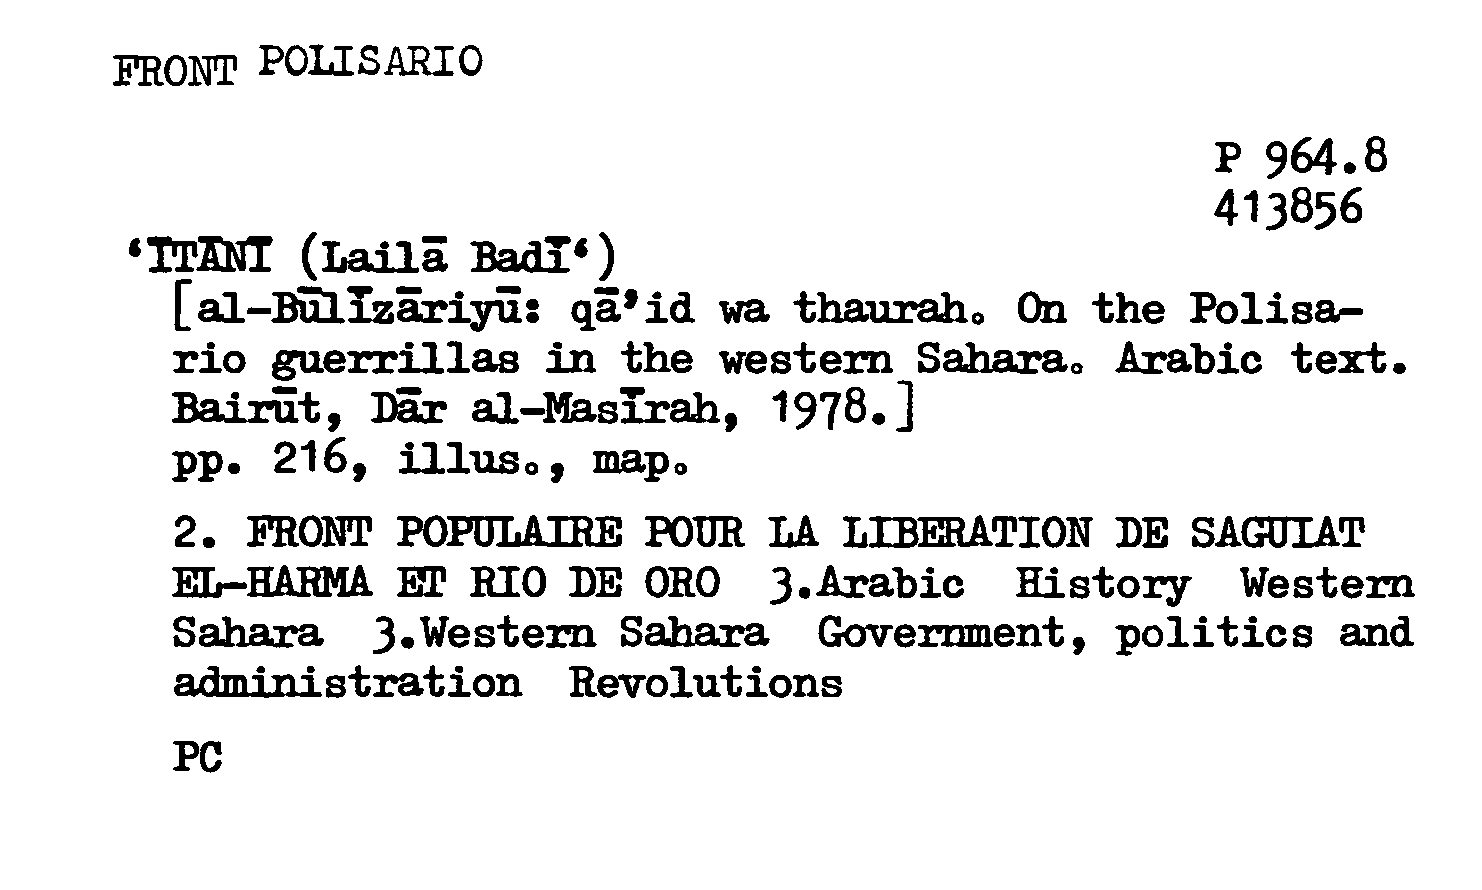 FRONT POLISARIO
P 964.8
413856
‘ĪTĀNĪ (Lailā Badī‘)
[al-Būlīzāriyū: qā’id wa thaurah. On the Polisa-
rio guerrillas in the western Sahara. Arabic text.
Bairūt, Dār al-Masīrah, 1978.]
pp. 216, illus., map.
2. FRONT POPULAIRE POUR LA LIBERATION DE SAGUIAT
EL-HARMA ET RIO DE ORO 3.Arabic History Western
Sahara 3.Western Sahara Government, politics and
administration Revolutions
PC